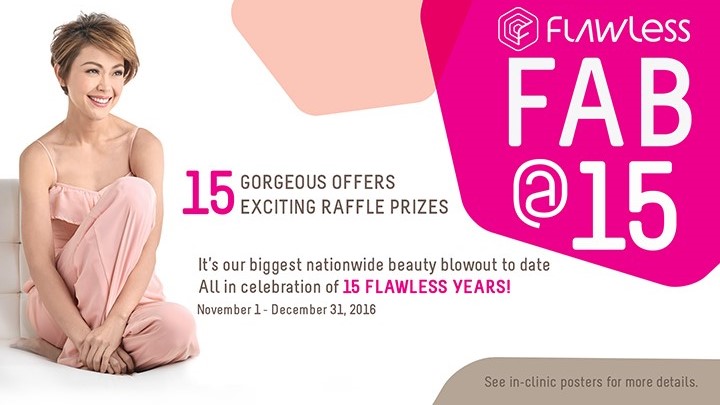 FLAWLESS
FAB
@15
15 GORGEOUS OFFERS
EXCITING RAFFLE PRIZES
It's our biggest nationwide beauty blowout to date
All in celebration of 15 FLAWLESS YEARS!
November 1 - December 31, 2016
See in-clinic posters for more details.